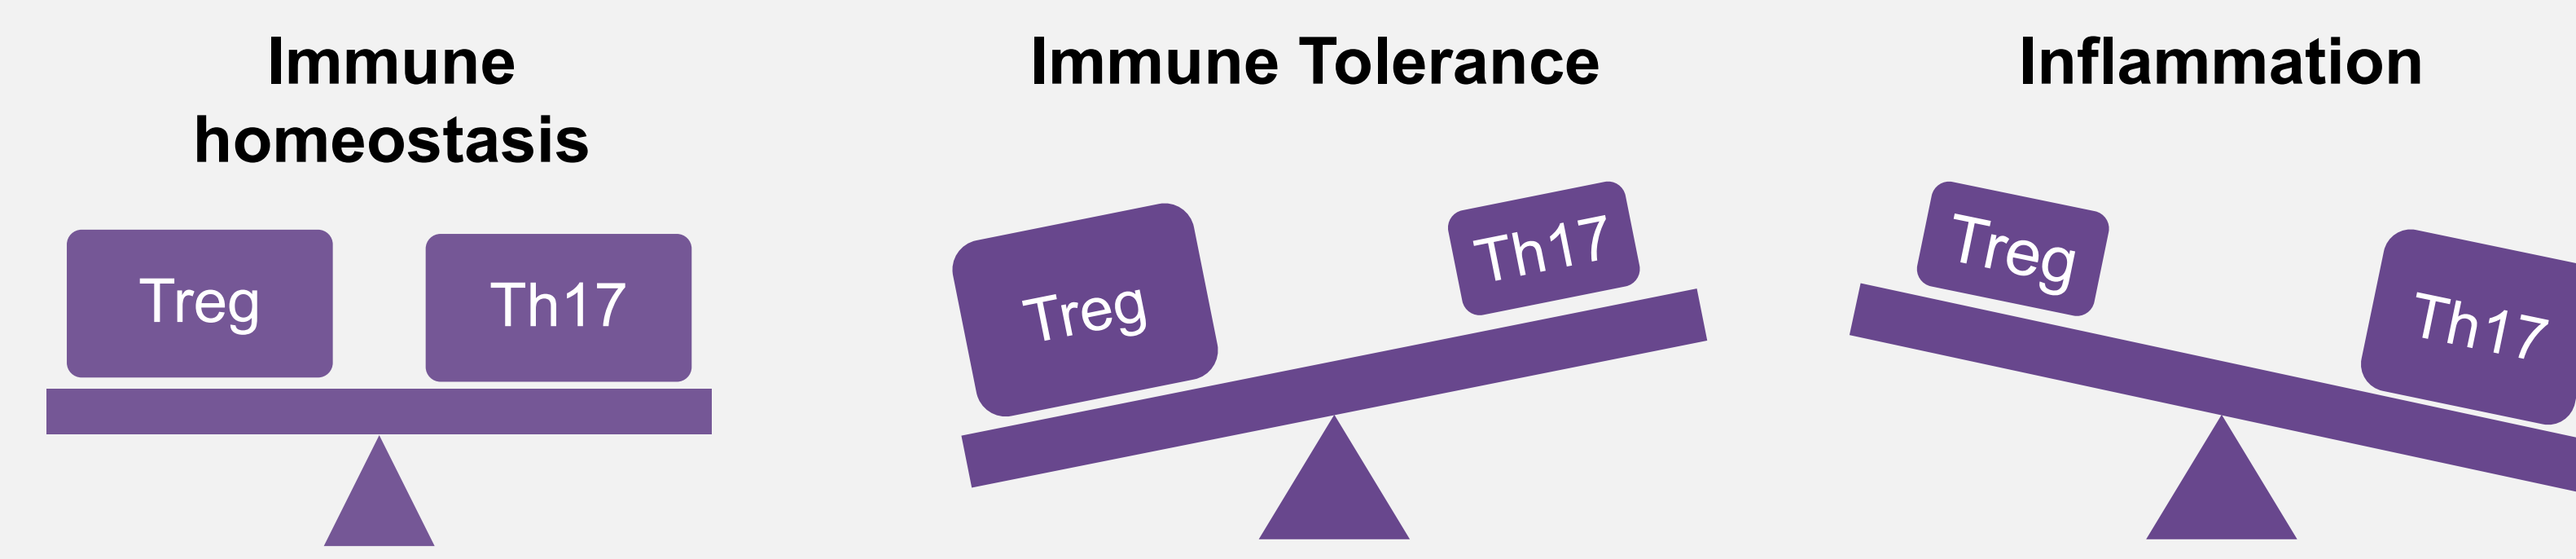 Immune
homeostasis
Treg
Th17
Immune Tolerance
Treg
Th17
Inflammation
Treg
Th17